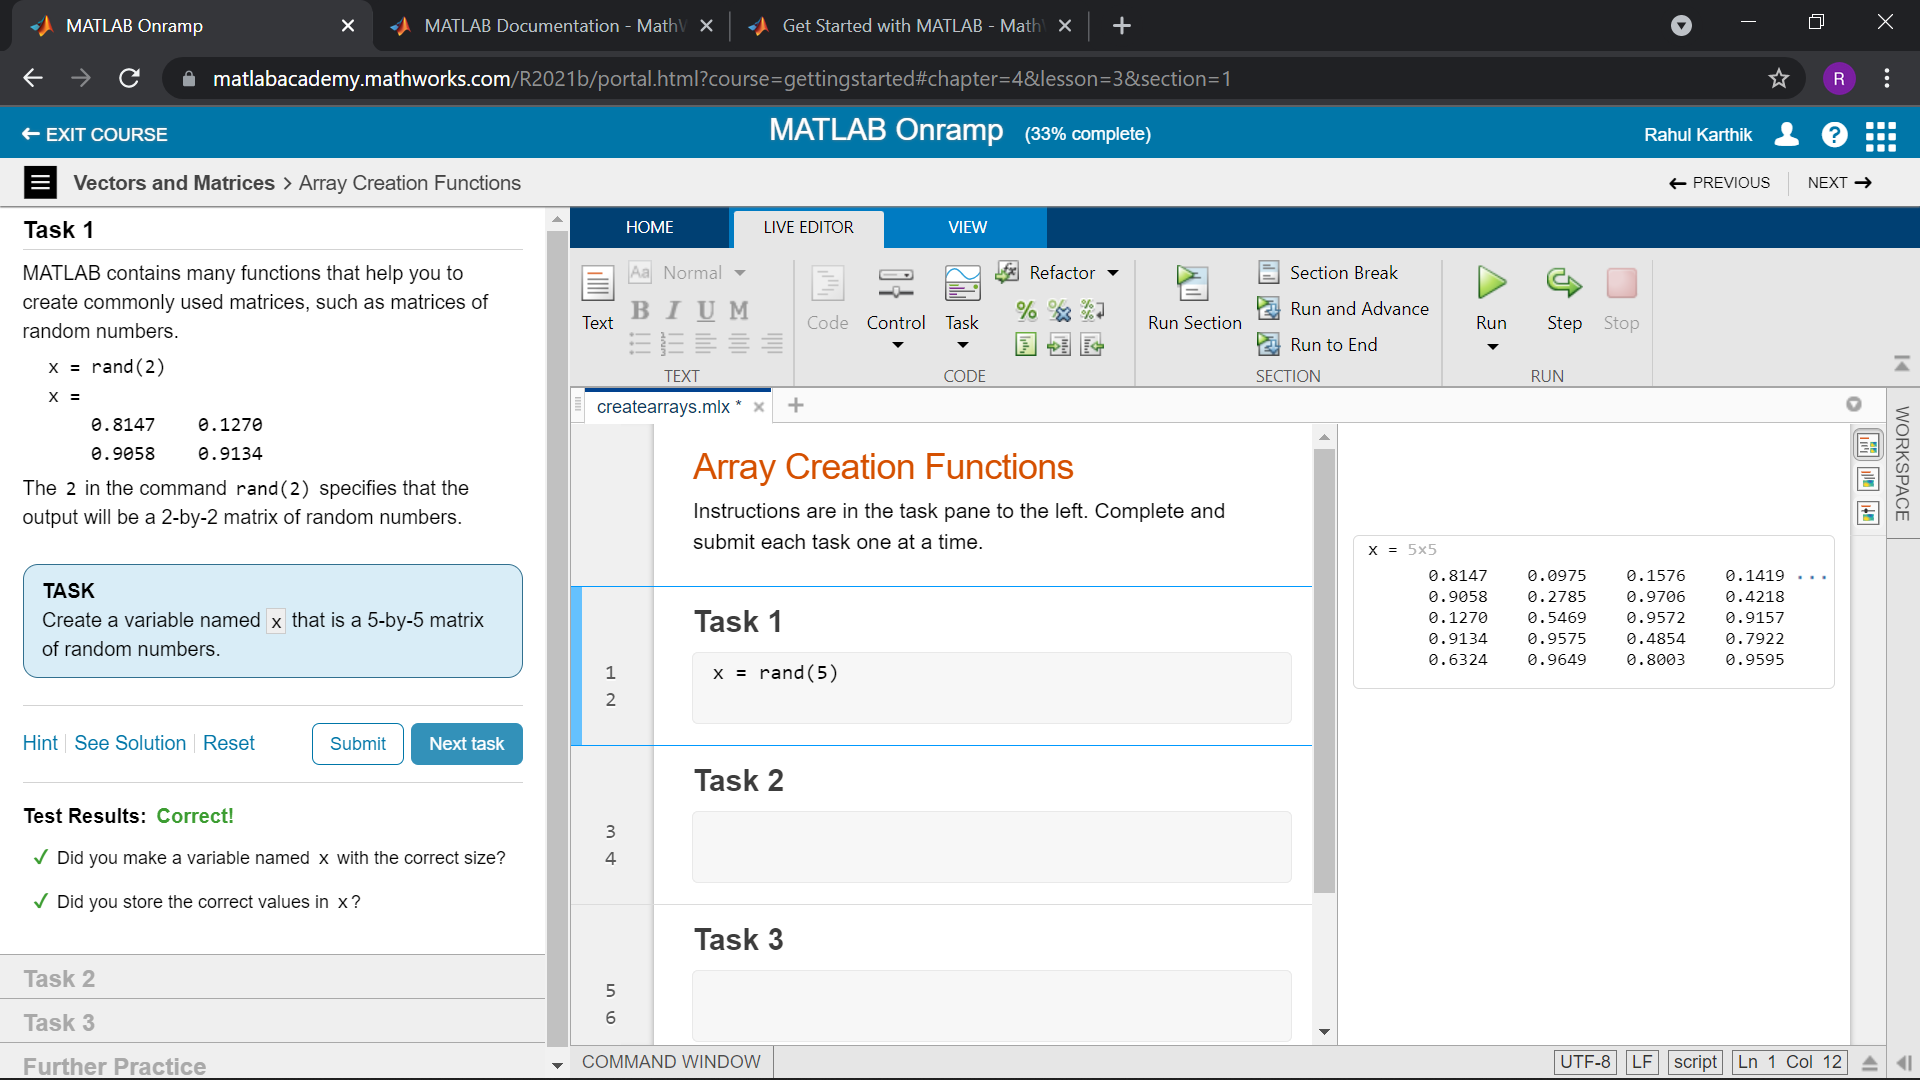 MATLAB Onramp
MATLAB Documentation - Math
Get Started with MATLAB - Math
matlabacademy.mathworks.com/R2021b/portal.html?course=gettingstarted#chapter=4&lesson=3&section=1
R
EXIT COURSE
MATLAB Onramp (33% complete)
Rahul Karthik
?
Vectors and Matrices > Array Creation Functions
PREVIOUS
NEXT
Task 1
MATLAB contains many functions that help you to
create commonly used matrices, such as matrices of
random numbers.
x = rand(2)
x =
0.8147 0.1270
0.9058 0.9134
The 2 in the command rand(2) specifies that the
output will be a 2-by-2 matrix of random numbers.
TASK
Create a variable named x that is a 5-by-5 matrix
of random numbers.
Hint See Solution Reset
Submit
Next task
Test Results: Correct!
Did you make a variable named x with the correct size?
Did you store the correct values in x?
Task 2
Task 3
Further Practice
HOME
LIVE EDITOR
VIEW
Text
Aa Normal
B I U M
TEXT
Code
Control
Task
Refactor
CODE
Run Section
Section Break
Run and Advance
Run to End
SECTION
Run
Step
Stop
RUN
createarrays.mlx *
Array Creation Functions
Instructions are in the task pane to the left. Complete and
submit each task one at a time.
Task 1
1 x = rand(5)
2
Task 2
3
4
Task 3
5
6
x = 5×5
0.8147 0.0975 0.1576 0.1419 ...
0.9058 0.2785 0.9706 0.4218
0.1270 0.5469 0.9572 0.9157
0.9134 0.9575 0.4854 0.7922
0.6324 0.9649 0.8003 0.9595
WORKSPACE
COMMAND WINDOW
UTF-8
LF
script
Ln 1 Col 12